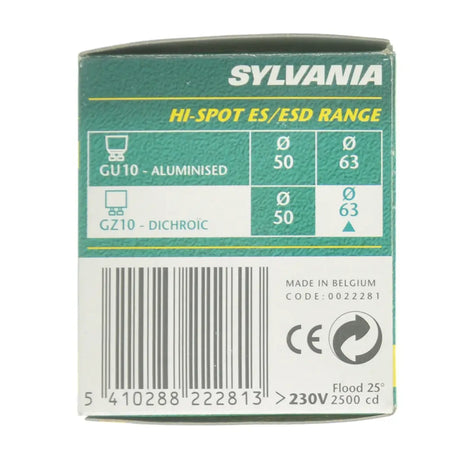 SYLVANIA
HI-SPOT ES/ESD RANGE
GU10 - ALUMINISED Ø 50 Ø 63
GZ10 - DICHROÏC Ø 50 Ø 63
MADE IN BELGIUM
CODE: 0022281
CE
Flood 25°
5 410288 222813 > 230V 2500 cd